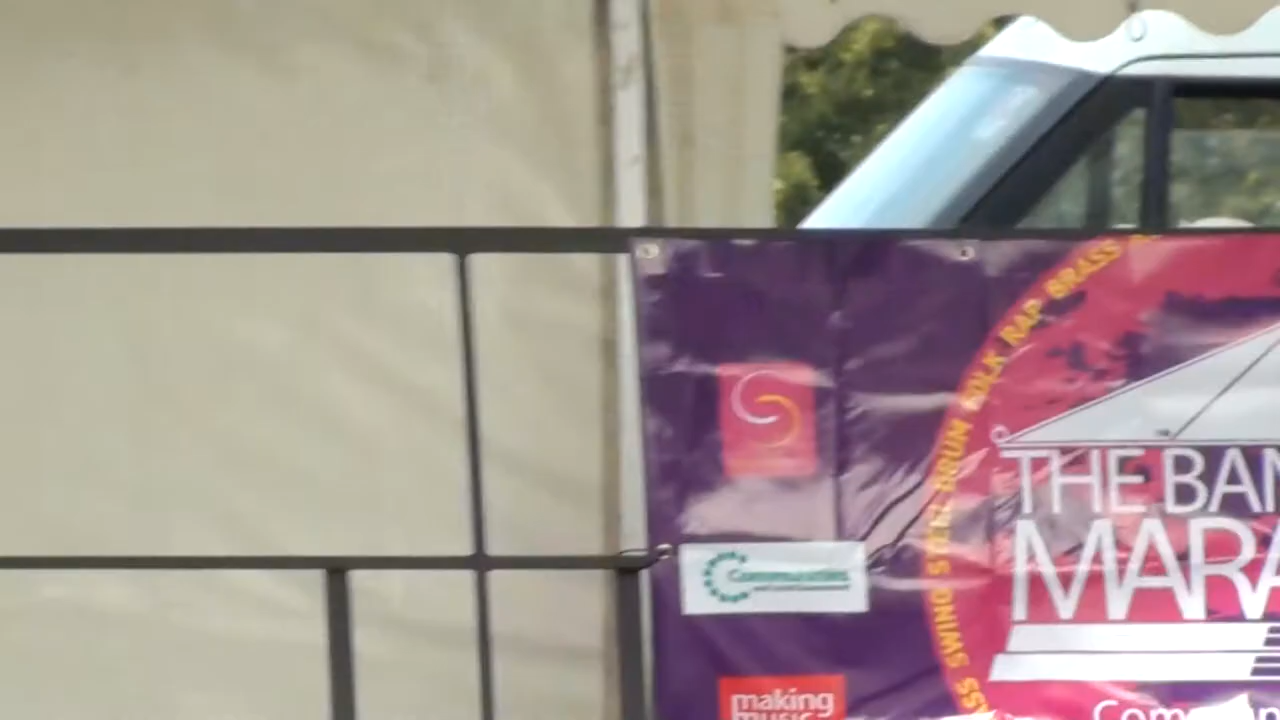 SS SWING STEEL DRUM FOLK RAP BRASS
THE BAN
MARA
Communities
making
music
Com